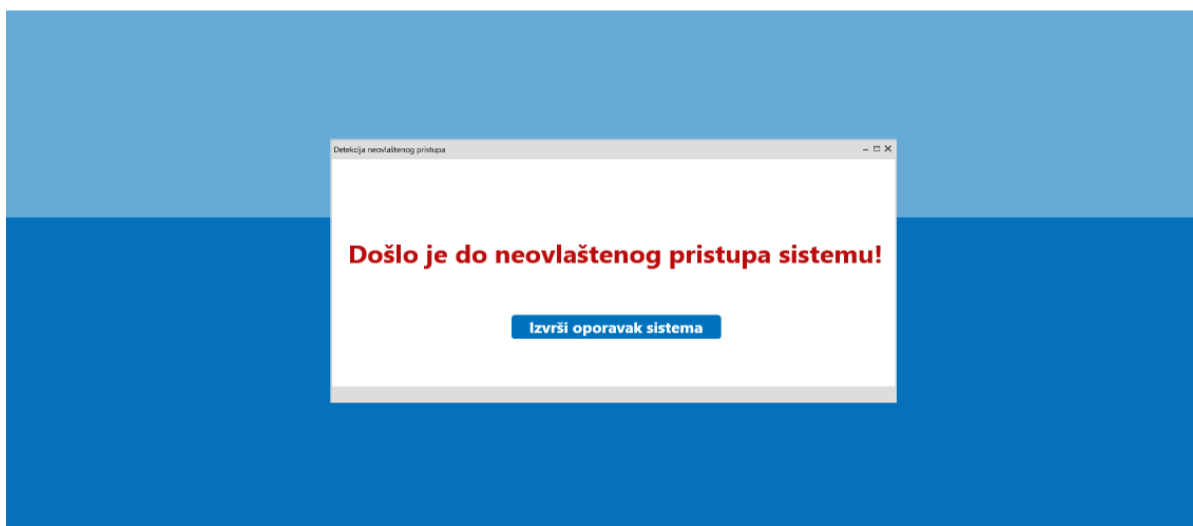 Detekcija neovlaštenog pristupa
Došlo je do neovlaštenog pristupa sistemu!
Izvrši oporavak sistema